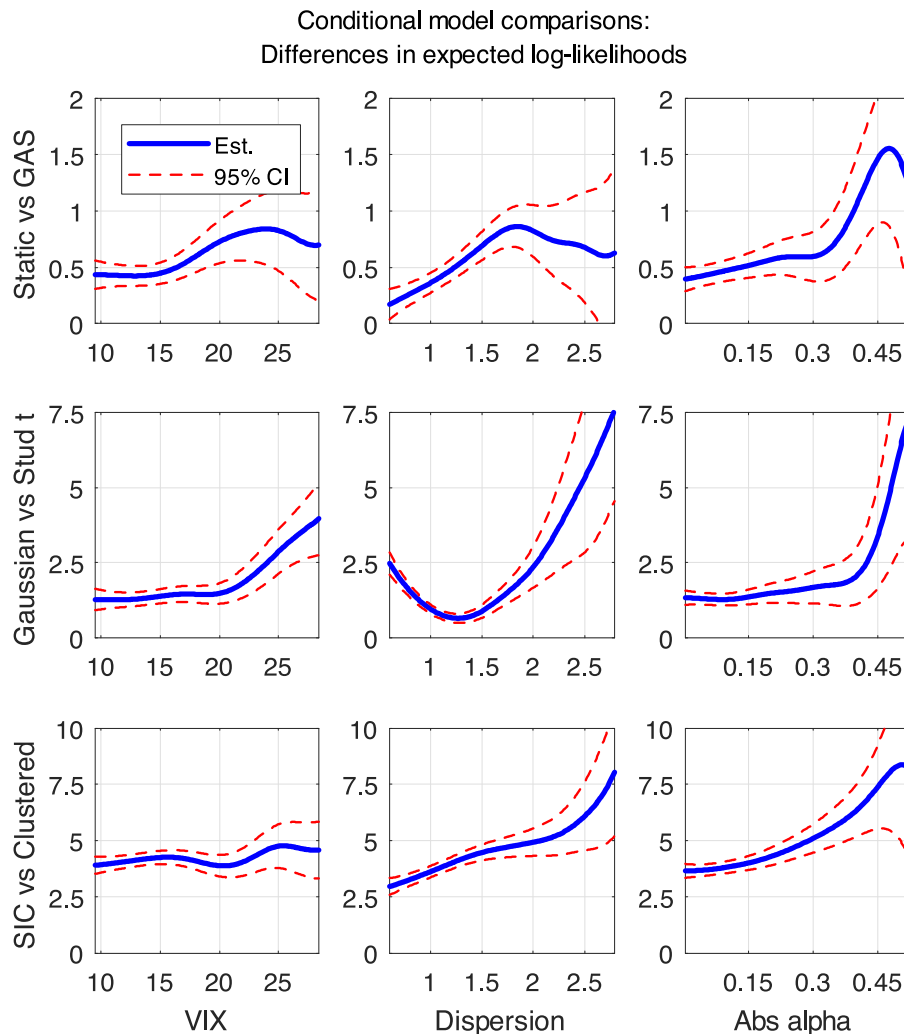 Conditional model comparisons:
Differences in expected log-likelihoods
Static vs GAS
2
1.5
1
0.5
0
Est.
95% CI
10 15 20 25
2
1.5
1
0.5
0
1 1.5 2 2.5
2
1.5
1
0.5
0
0.15 0.3 0.45
Gaussian vs Stud t
7.5
5
2.5
0
10 15 20 25
7.5
5
2.5
0
1 1.5 2 2.5
7.5
5
2.5
0
0.15 0.3 0.45
SIC vs Clustered
10
7.5
5
2.5
0
10 15 20 25
VIX
10
7.5
5
2.5
0
1 1.5 2 2.5
Dispersion
10
7.5
5
2.5
0
0.15 0.3 0.45
Abs alpha